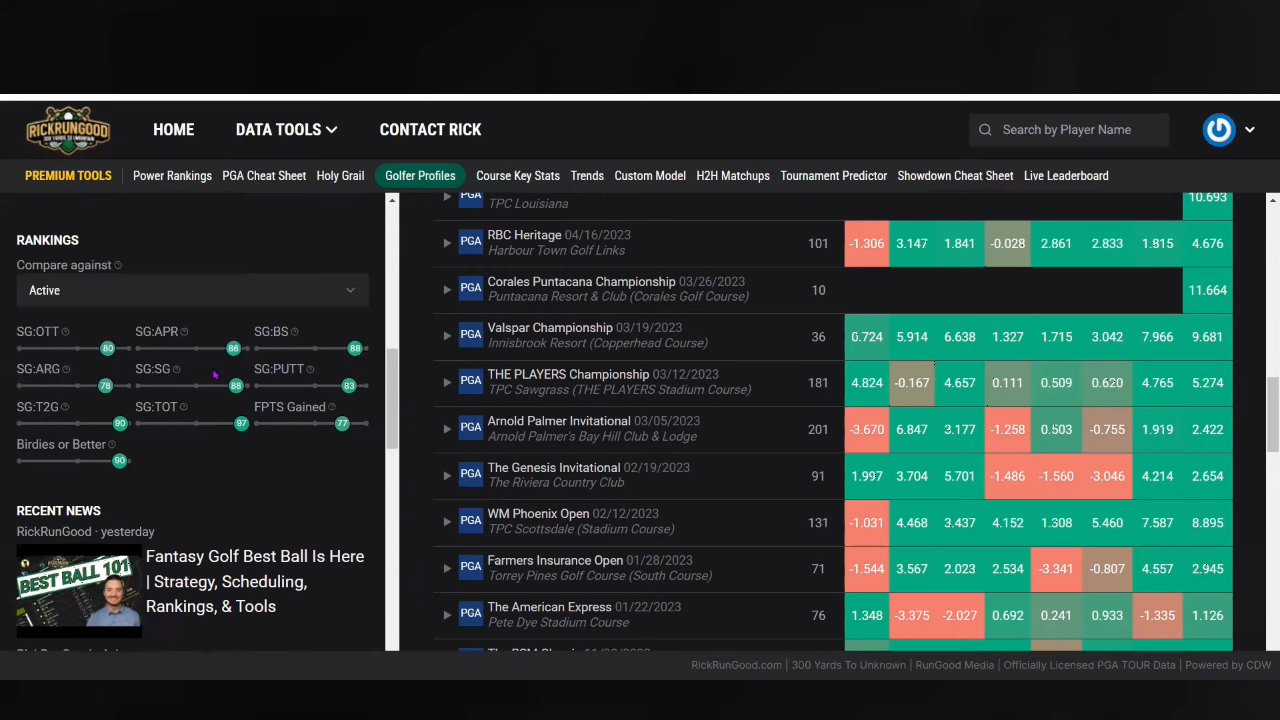 RICKRUNGOOD
300 YARDS TO UNKNOWN
HOME
DATA TOOLS
CONTACT RICK
Search by Player Name
PREMIUM TOOLS
Power Rankings
PGA Cheat Sheet
Holy Grail
Golfer Profiles
Course Key Stats
Trends
Custom Model
H2H Matchups
Tournament Predictor
Showdown Cheat Sheet
Live Leaderboard
RANKINGS
Compare against
Active
SG:OTT SG:APR SG:BS
80 86 88
SG:ARG SG:SG SG:PUTT
78 88 83
SG:T2G SG:TOT FPTS Gained
90 97 77
Birdies or Better
90
RECENT NEWS
RickRunGood · yesterday
BEST BALL 101
Fantasy Golf Best Ball Is Here
| Strategy, Scheduling,
Rankings, & Tools
PGA
TPC Louisiana
10.693
PGA RBC Heritage 04/16/2023
Harbour Town Golf Links
101 -1.306 3.147 1.841 -0.028 2.861 2.833 1.815 4.676
PGA Corales Puntacana Championship 03/26/2023
Puntacana Resort & Club (Corales Golf Course)
10 11.664
PGA Valspar Championship 03/19/2023
Innisbrook Resort (Copperhead Course)
36 0.724 5.914 6.638 1.327 1.715 3.042 7.966 9.681
PGA THE PLAYERS Championship 03/12/2023
TPC Sawgrass (THE PLAYERS Stadium Course)
181 4.824 -0.167 4.657 0.111 0.509 0.620 4.765 5.274
PGA Arnold Palmer Invitational 03/05/2023
Arnold Palmer's Bay Hill Club & Lodge
201 -3.670 6.847 3.177 -1.258 0.503 -0.755 1.919 2.422
PGA The Genesis Invitational 02/19/2023
The Riviera Country Club
91 1.997 3.704 5.701 -1.486 -1.560 -3.046 4.214 2.654
PGA WM Phoenix Open 02/12/2023
TPC Scottsdale (Stadium Course)
131 -1.031 4.468 3.437 4.152 1.308 5.460 7.587 8.895
PGA Farmers Insurance Open 01/28/2023
Torrey Pines Golf Course (South Course)
71 -1.544 3.567 2.023 2.534 -3.341 -0.807 4.557 2.945
PGA The American Express 01/22/2023
Pete Dye Stadium Course
76 1.348 -3.375 -2.027 0.692 0.241 0.933 -1.335 1.126
RickRunGood.com | 300 Yards To Unknown | RunGood Media | Officially Licensed PGA TOUR Data | Powered by CDW